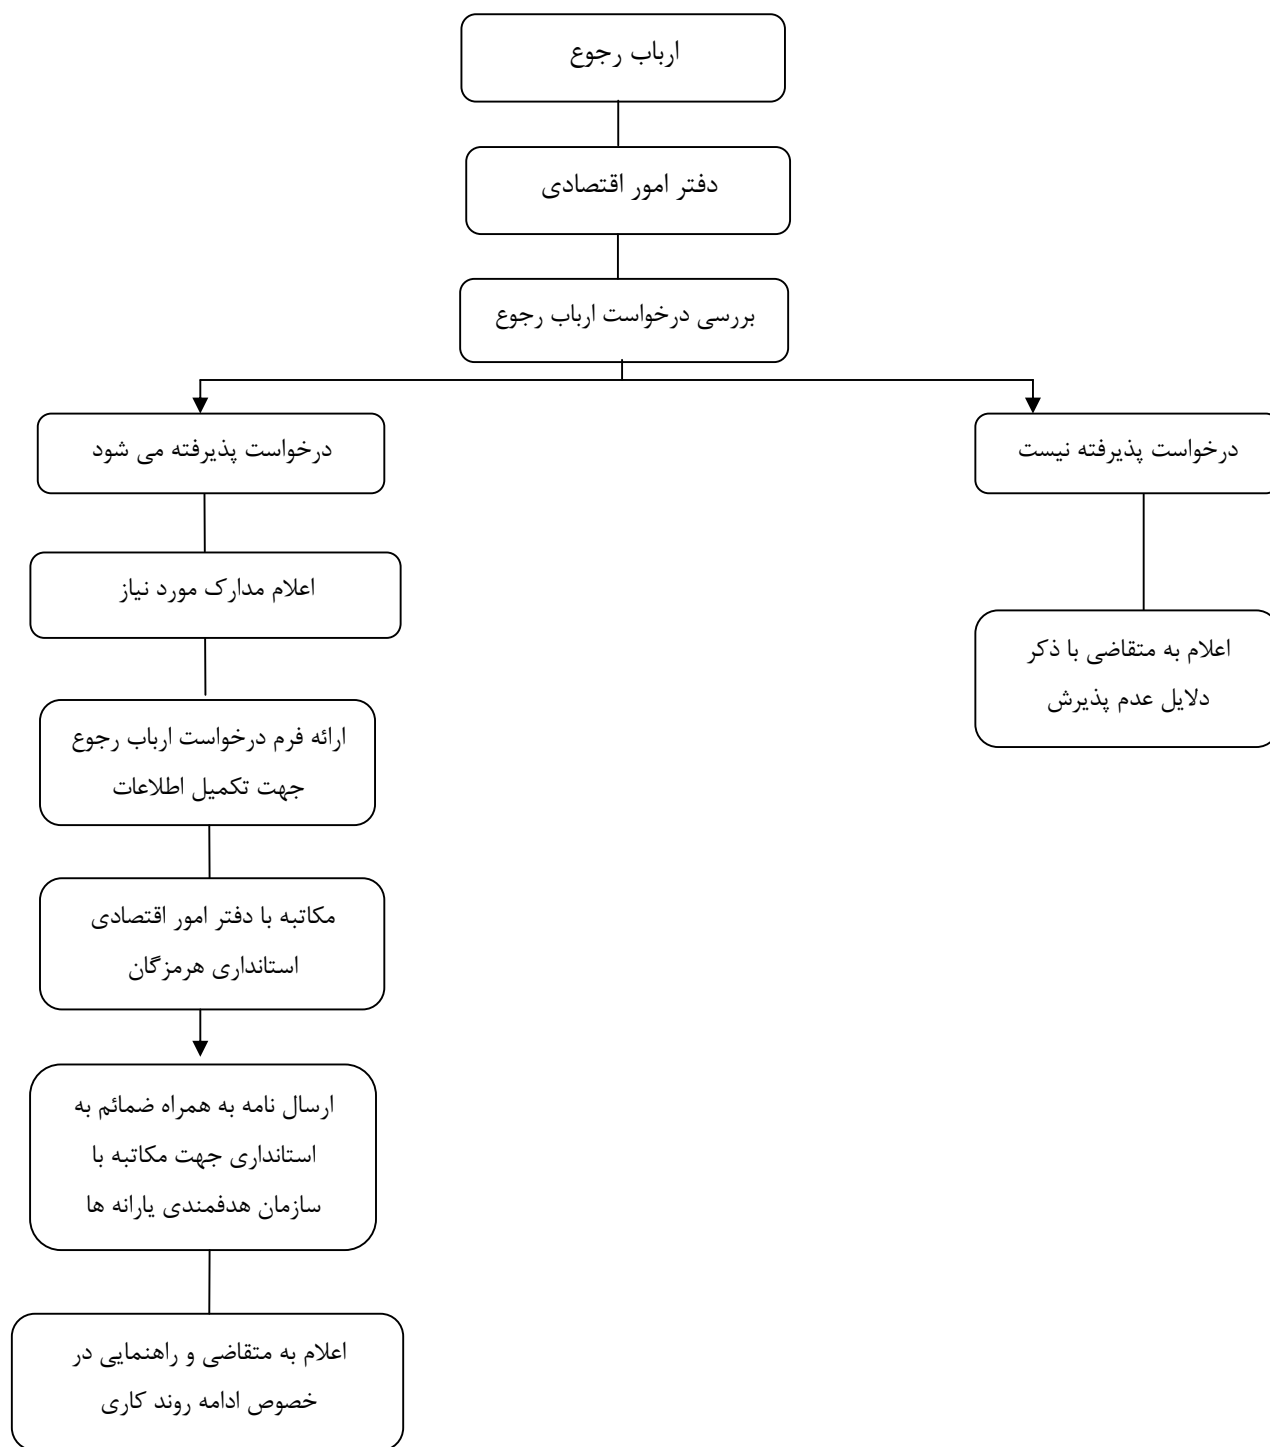 ارباب رجوع
دفتر امور اقتصادی
بررسی درخواست ارباب رجوع
درخواست پذیرفته نیست
درخواست پذیرفته می شود
اعلام مدارک مورد نیاز
اعلام به متقاضی با ذکر
دلایل عدم پذیرش
ارائه فرم درخواست ارباب رجوع
جهت تکمیل اطلاعات
مکاتبه با دفتر امور اقتصادی
استانداری هرمزگان
ارسال نامه به همراه ضمائم به
استانداری جهت مکاتبه با
سازمان هدفمندی یارانه ها
اعلام به متقاضی و راهنمایی در
خصوص ادامه روند کاری